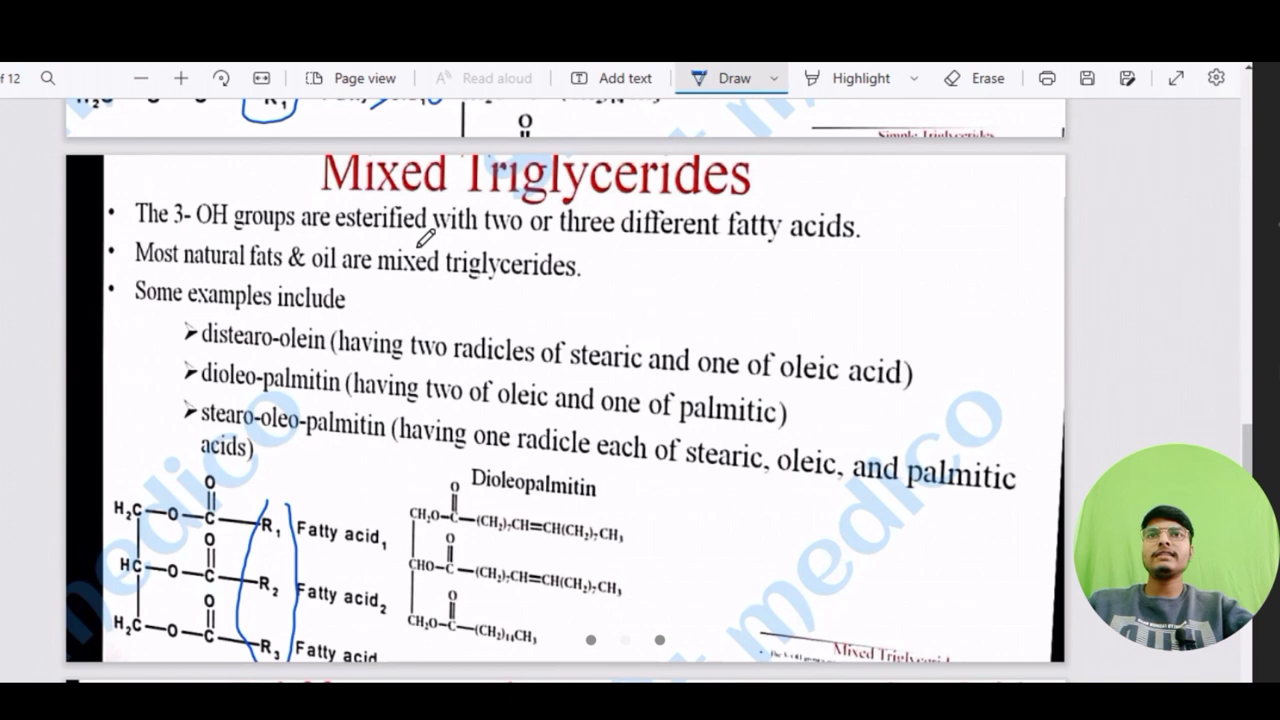 f 12
Page view
Read aloud
Add text
Draw
Highlight
Erase
Simple Triglycerides
Mixed Triglycerides
• The 3- OH groups are esterified with two or three different fatty acids.
• Most natural fats & oil are mixed triglycerides.
• Some examples include
➢ distearo-olein (having two radicles of stearic and one of oleic acid)
➢ dioleo-palmitin (having two of oleic and one of palmitic)
➢ stearo-oleo-palmitin (having one radicle each of stearic, oleic, and palmitic
acids)
Dioleopalmitin
O
H₂C—O—C—R₁ Fatty acid₁
O
HC—O—C—R₂ Fatty acid₂
O
H₂C—O—C—R₃ Fatty acid
O
CH₂O—C—(CH₂)₇CH=CH(CH₂)₇CH₃
O
CHO—C—(CH₂)₇CH=CH(CH₂)₇CH₃
O
CH₂O—C—(CH₂)₁₄CH₃
medico
medico